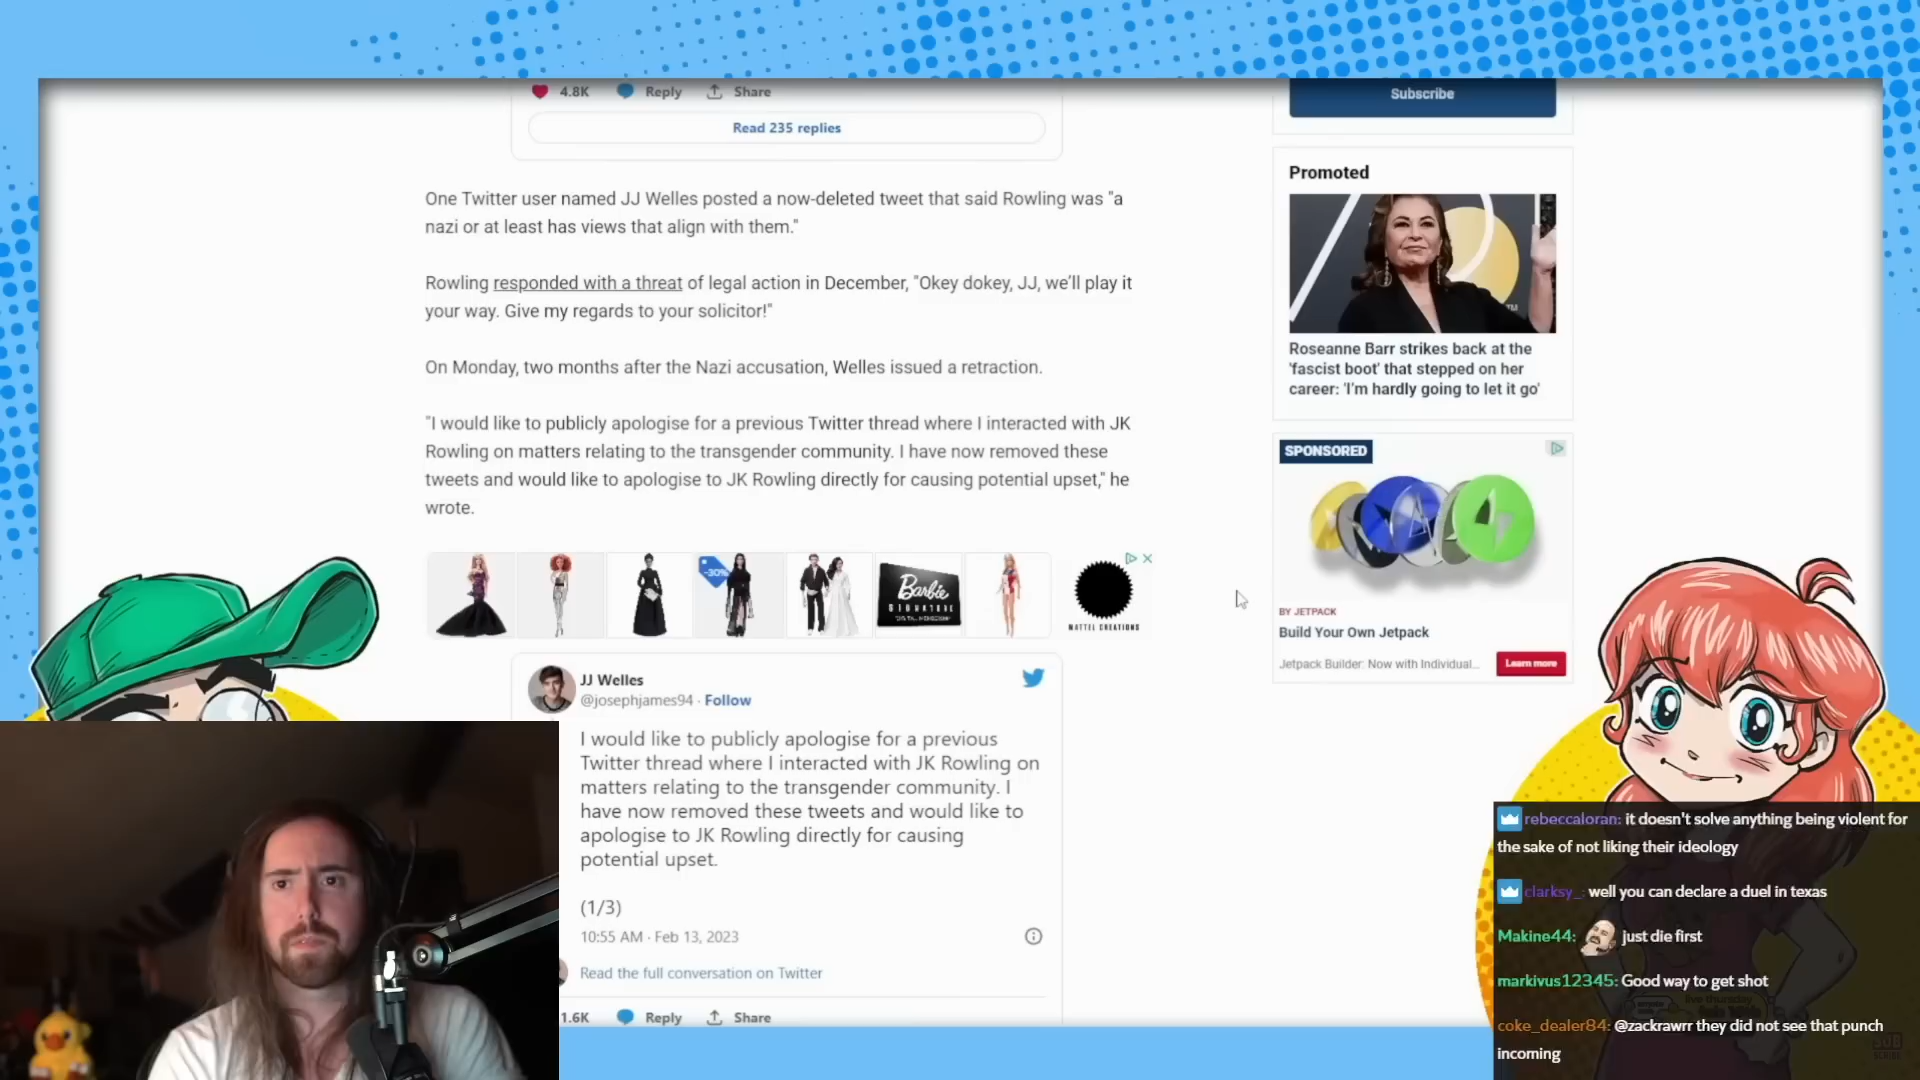 4.8K Reply Share
Read 235 replies
One Twitter user named JJ Welles posted a now-deleted tweet that said Rowling was "a
nazi or at least has views that align with them."
Rowling responded with a threat of legal action in December, "Okey dokey, JJ, we'll play it
your way. Give my regards to your solicitor!"
On Monday, two months after the Nazi accusation, Welles issued a retraction.
"I would like to publicly apologise for a previous Twitter thread where I interacted with JK
Rowling on matters relating to the transgender community. I have now removed these
tweets and would like to apologise to JK Rowling directly for causing potential upset," he
wrote.
-30%
Barbie
SIGNATURE
MATTEL CREATIONS
JJ Welles
@josephjames94 · Follow
I would like to publicly apologise for a previous
Twitter thread where I interacted with JK Rowling on
matters relating to the transgender community. I
have now removed these tweets and would like to
apologise to JK Rowling directly for causing
potential upset.
(1/3)
10:55 AM · Feb 13, 2023
Read the full conversation on Twitter
1.6K Reply Share
Subscribe
Promoted
Roseanne Barr strikes back at the
'fascist boot' that stepped on her
career: 'I'm hardly going to let it go'
SPONSORED
BY JETPACK
Build Your Own Jetpack
Jetpack Builder: Now with Individual...
Learn more
rebeccaloran: it doesn't solve anything being violent for
the sake of not liking their ideology
clarksy_: well you can declare a duel in texas
Makine44: just die first
markivus12345: Good way to get shot
coke_dealer84: @zackrawrr they did not see that punch
incoming